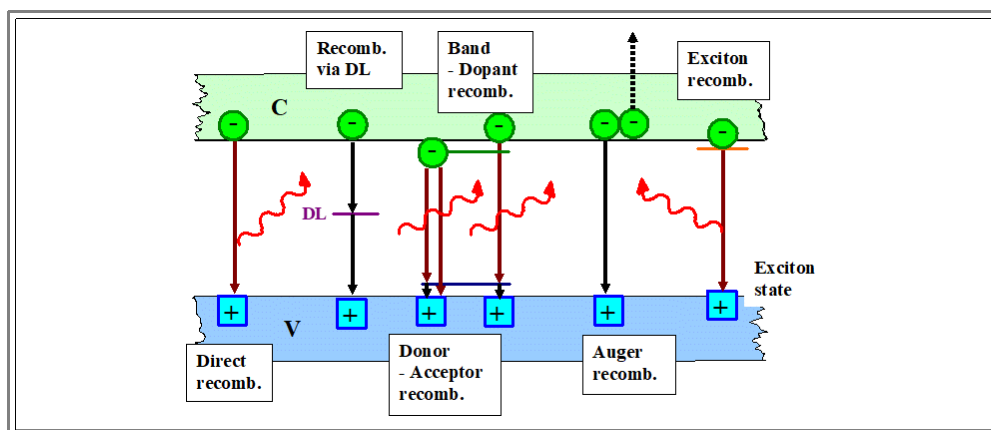 Recomb.
via DL
Band
- Dopant
recomb.
Exciton
recomb.
C
-
-
-
-
-
-
-
DL
Exciton
state
+
+
+
+
+
+
V
Direct
recomb.
Donor
- Acceptor
recomb.
Auger
recomb.